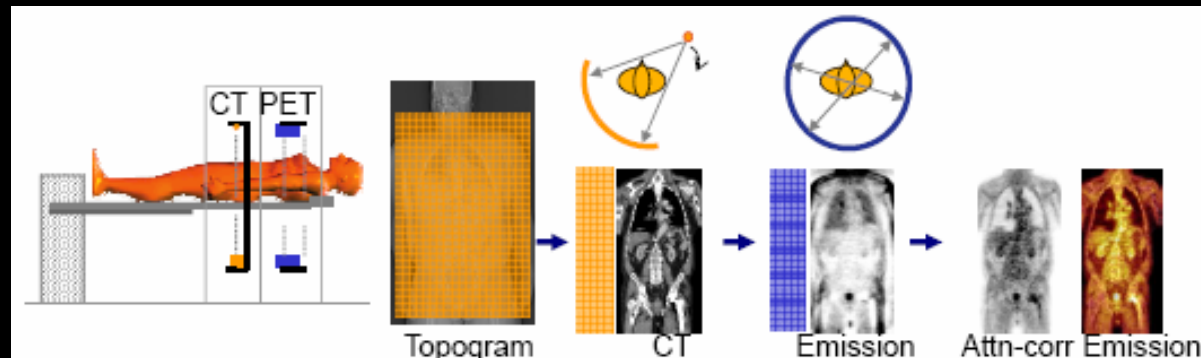 CT PET
Topogram
CT
Emission
Attn-corr Emission